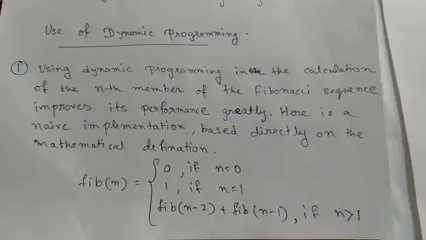 Use of Dynamic Programming :
① Using dynamic programming in the calculation
of the n-th member of the Fibonacci sequence
improves its performance greatly. Here is a
naive implementation, based directly on the
mathematical defination.
fib(n) = { 0 , if n=0
1 , if n=1
fib(n-2) + fib(n-1) , if n>1